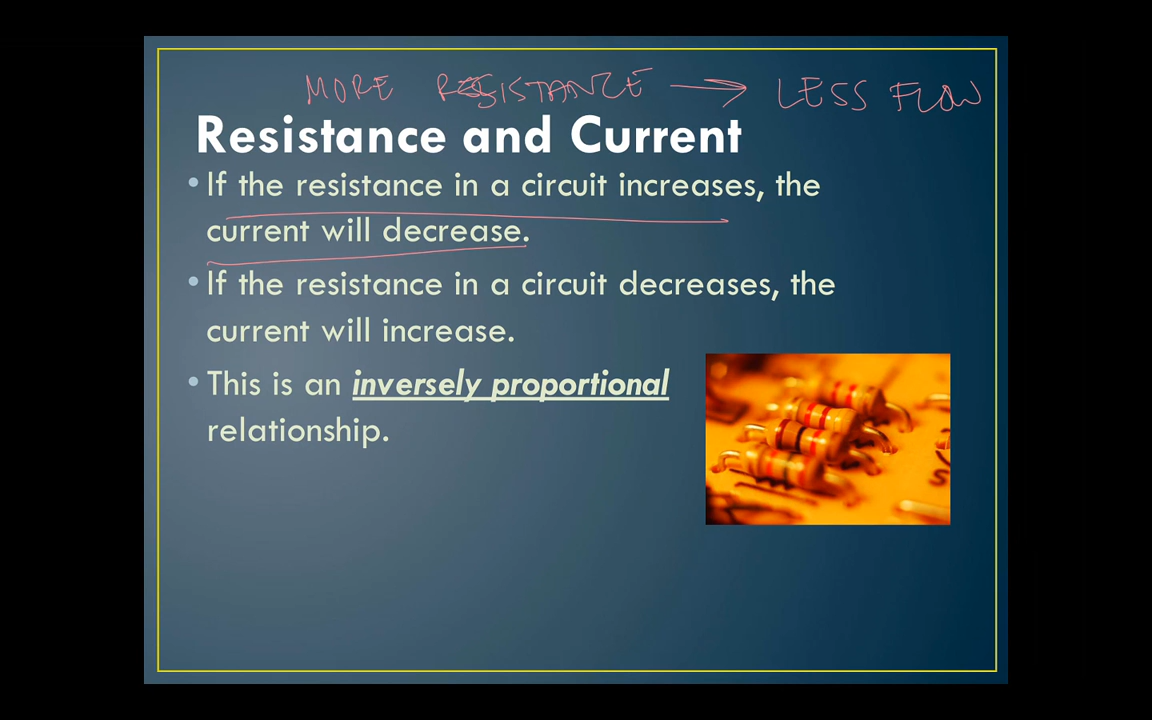 MORE RESISTANCE → LESS FLOW
Resistance and Current
• If the resistance in a circuit increases, the
current will decrease.
• If the resistance in a circuit decreases, the
current will increase.
• This is an inversely proportional
relationship.